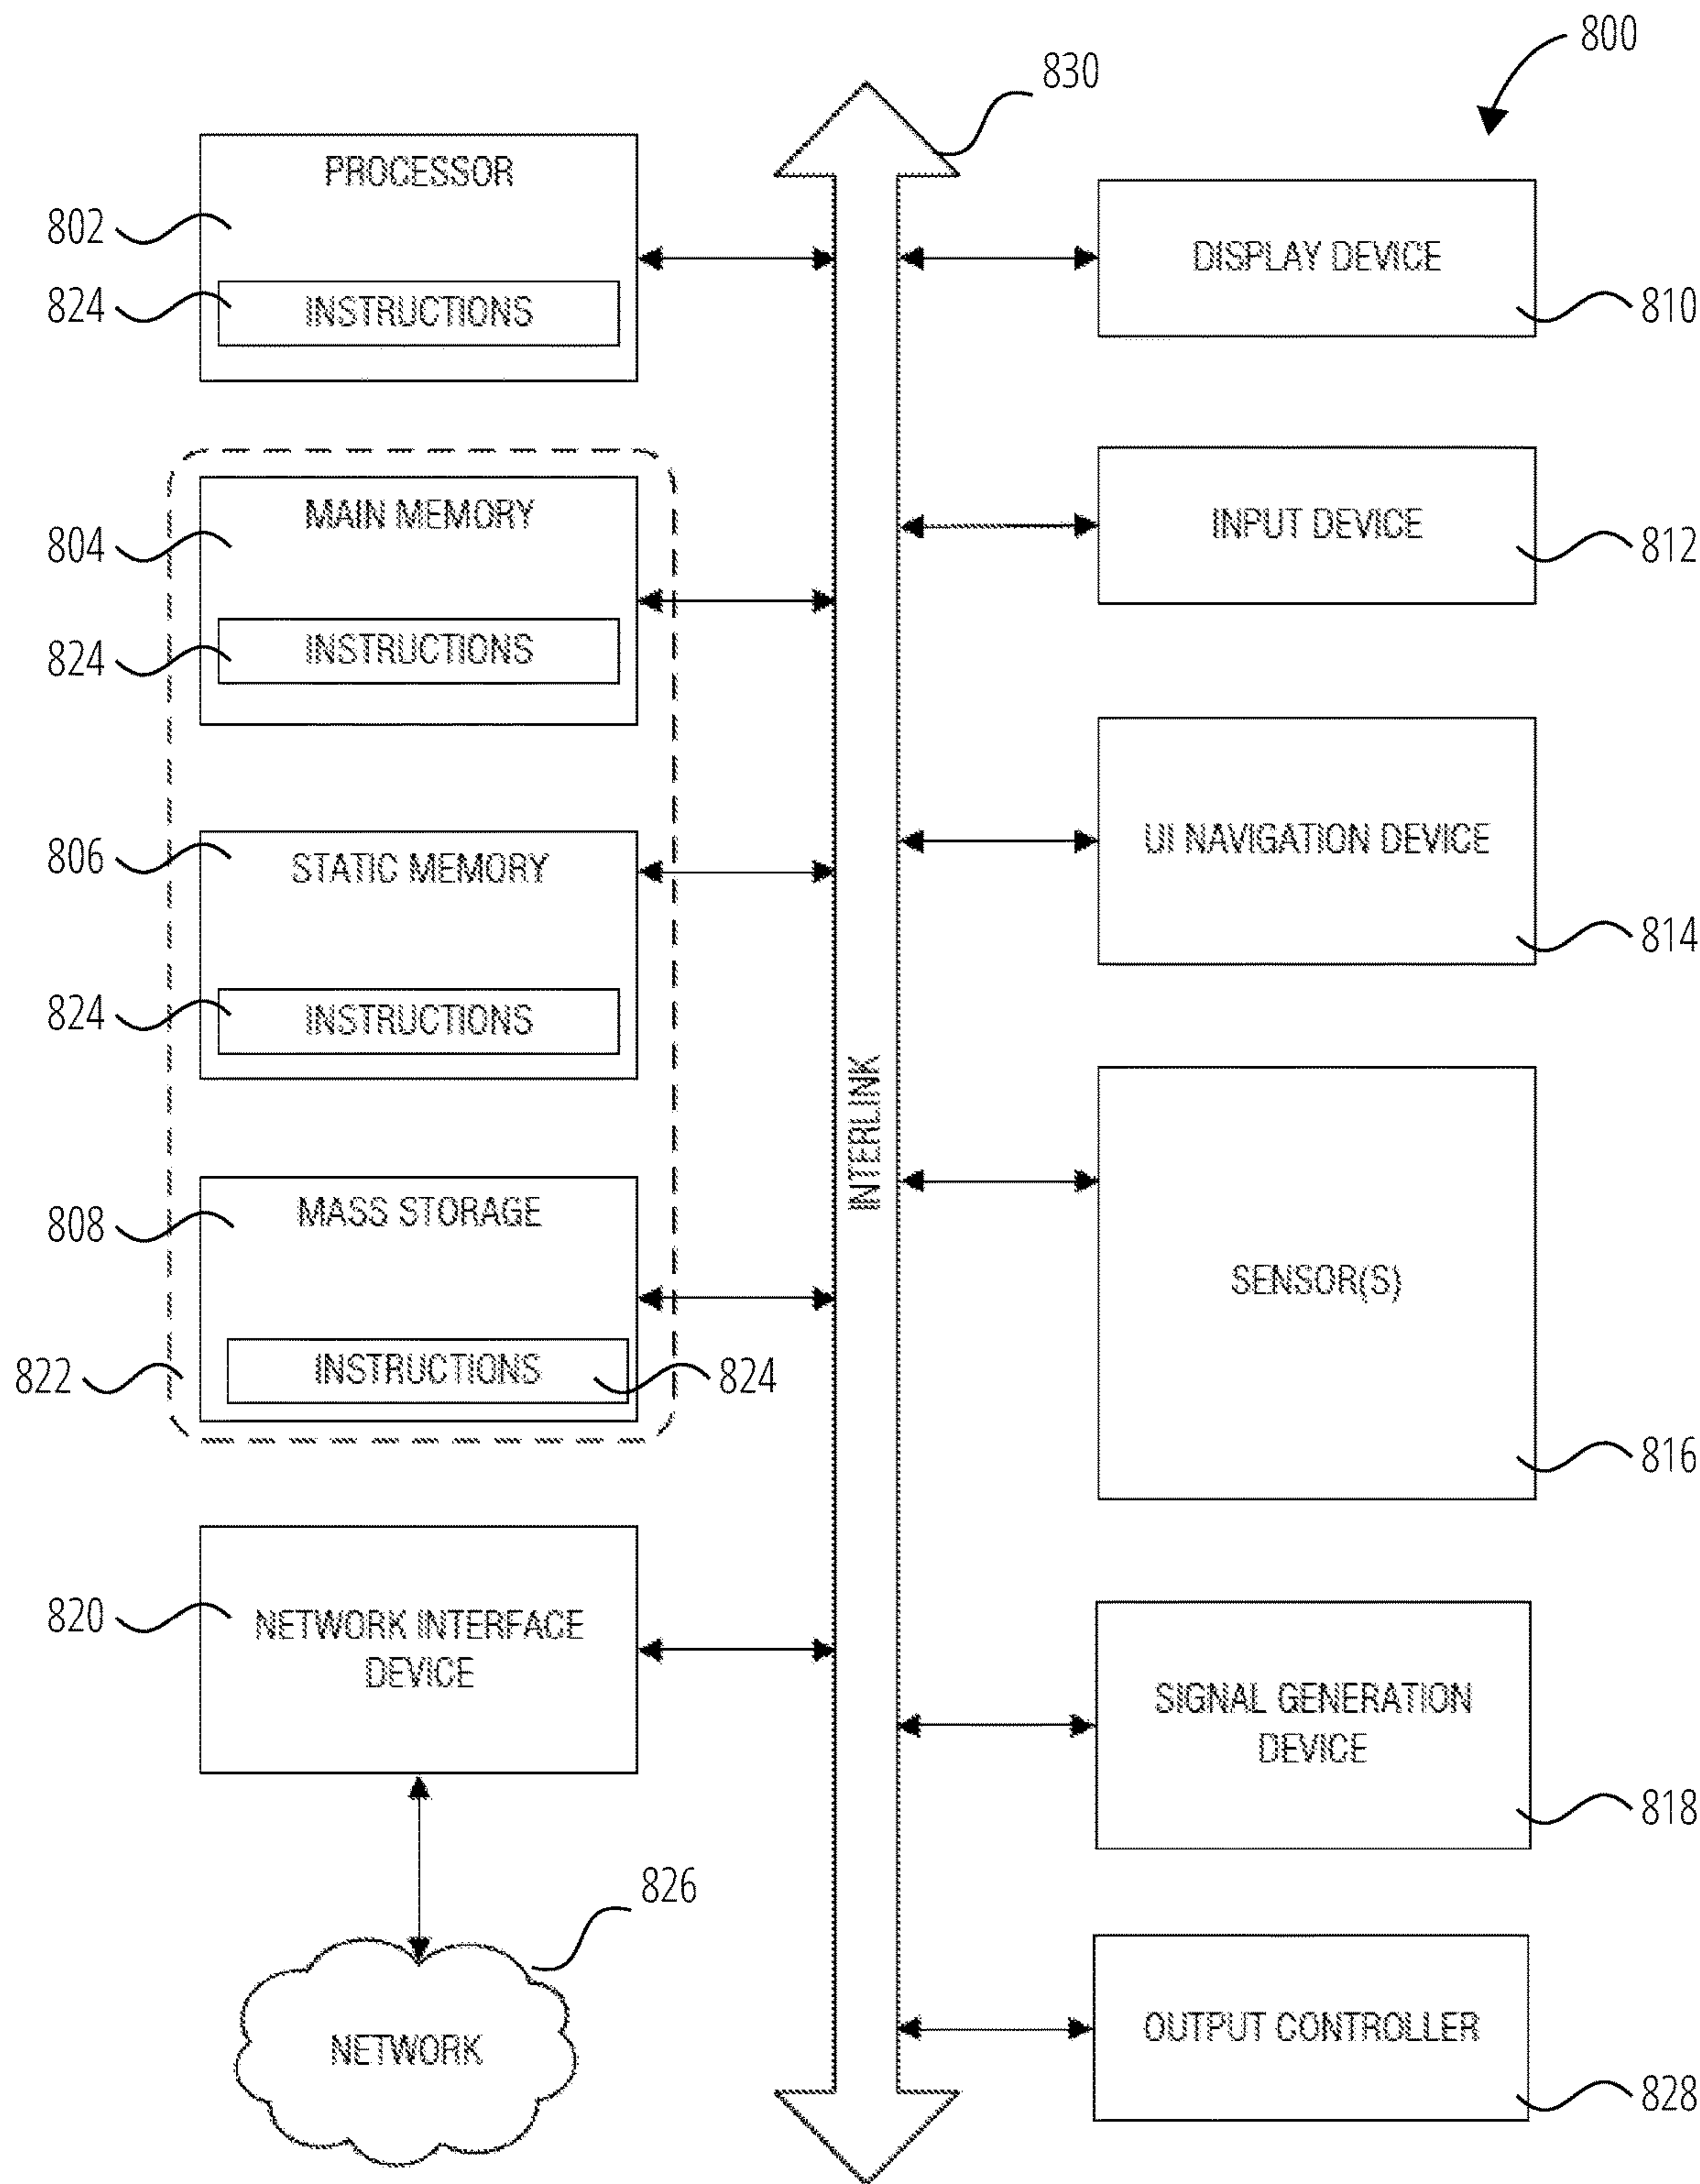 800
830
PROCESSOR
802
824
INSTRUCTIONS
DISPLAY DEVICE
810
MAIN MEMORY
804
824
INSTRUCTIONS
INPUT DEVICE
812
806
STATIC MEMORY
824
INSTRUCTIONS
UI NAVIGATION DEVICE
814
INTERLINK
808
MASS STORAGE
822
INSTRUCTIONS
824
SENSOR(S)
816
820
NETWORK INTERFACE
DEVICE
SIGNAL GENERATION
DEVICE
818
826
NETWORK
OUTPUT CONTROLLER
828